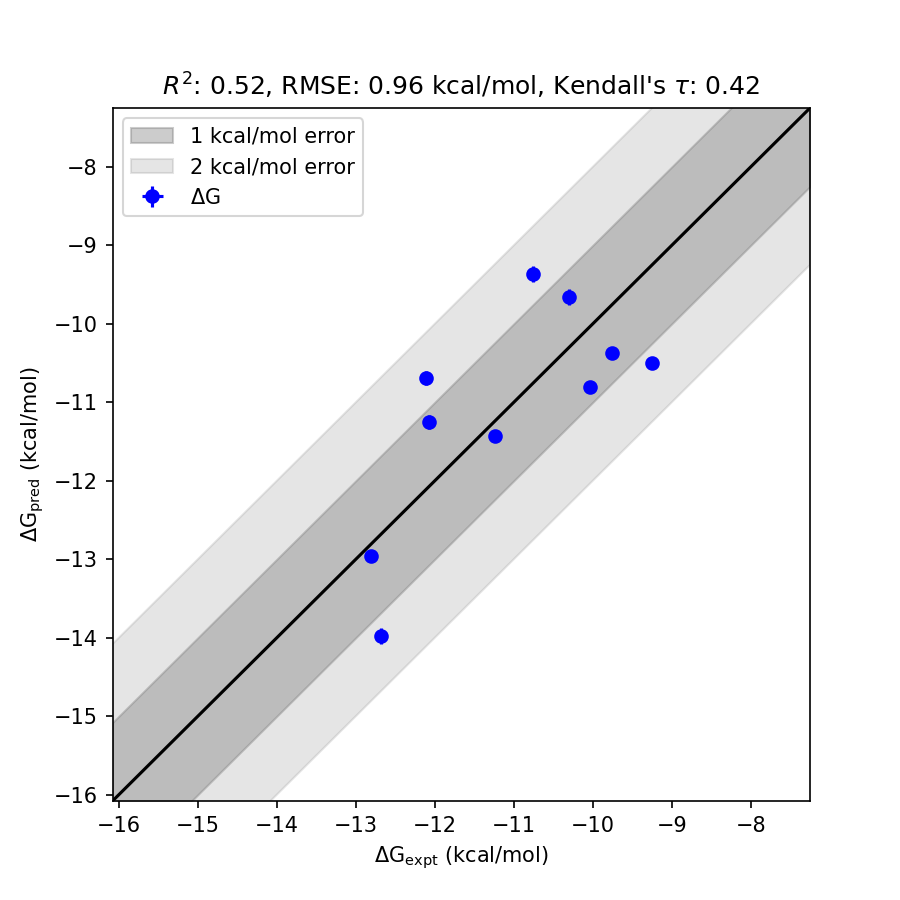 R²: 0.52, RMSE: 0.96 kcal/mol, Kendall's τ: 0.42
1 kcal/mol error
2 kcal/mol error
ΔG
−8
−9
−10
−11
−12
−13
−14
−15
−16
ΔG_pred (kcal/mol)
−16 −15 −14 −13 −12 −11 −10 −9 −8
ΔG_expt (kcal/mol)